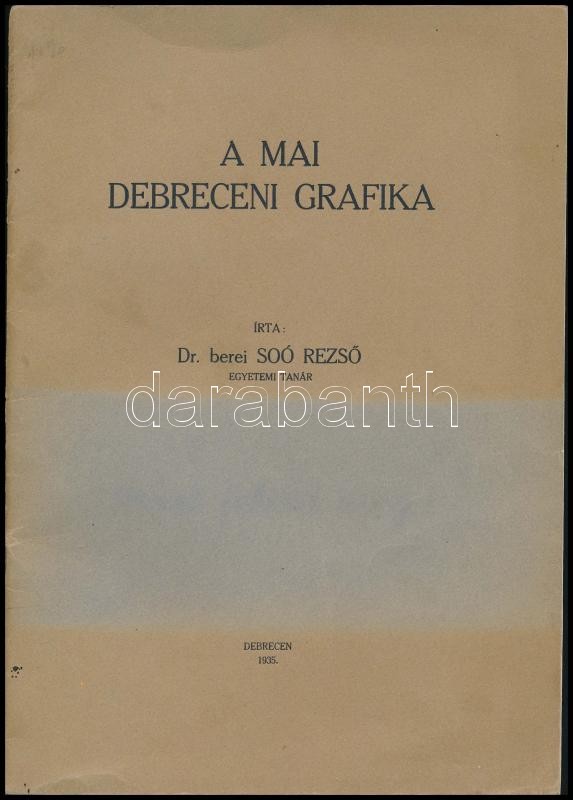 A MAI
DEBRECENI GRAFIKA
ÍRTA:
Dr. berei SOÓ REZSŐ
EGYETEMI TANÁR
darabanth
DEBRECEN
1935.